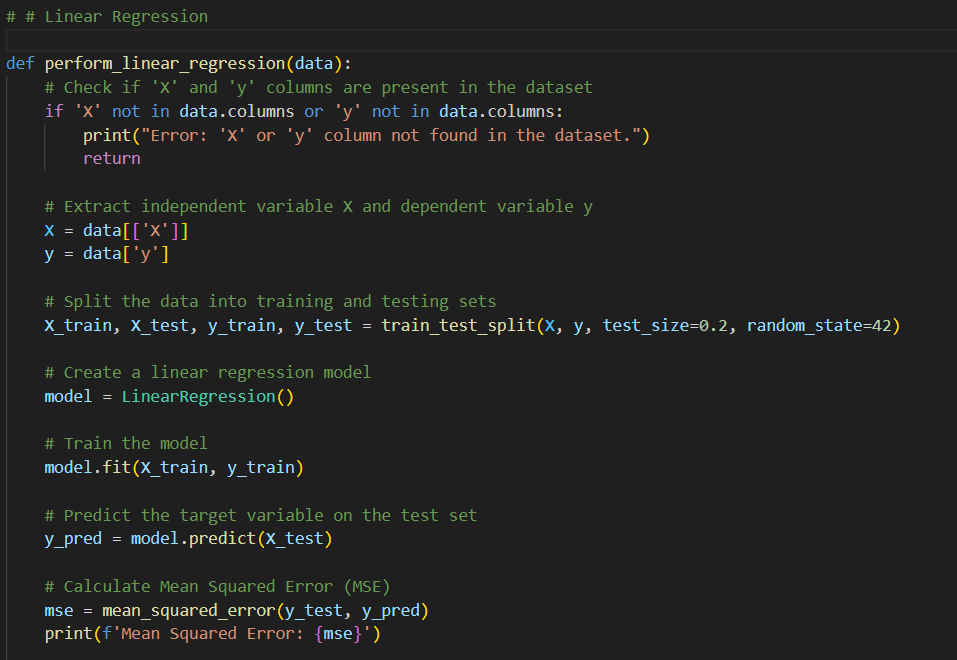 # # Linear Regression
def perform_linear_regression(data):
    # Check if 'X' and 'y' columns are present in the dataset
    if 'X' not in data.columns or 'y' not in data.columns:
        print("Error: 'X' or 'y' column not found in the dataset.")
        return
    # Extract independent variable X and dependent variable y
    X = data[['X']]
    y = data['y']
    # Split the data into training and testing sets
    X_train, X_test, y_train, y_test = train_test_split(X, y, test_size=0.2, random_state=42)
    # Create a linear regression model
    model = LinearRegression()
    # Train the model
    model.fit(X_train, y_train)
    # Predict the target variable on the test set
    y_pred = model.predict(X_test)
    # Calculate Mean Squared Error (MSE)
    mse = mean_squared_error(y_test, y_pred)
    print(f'Mean Squared Error: {mse}')